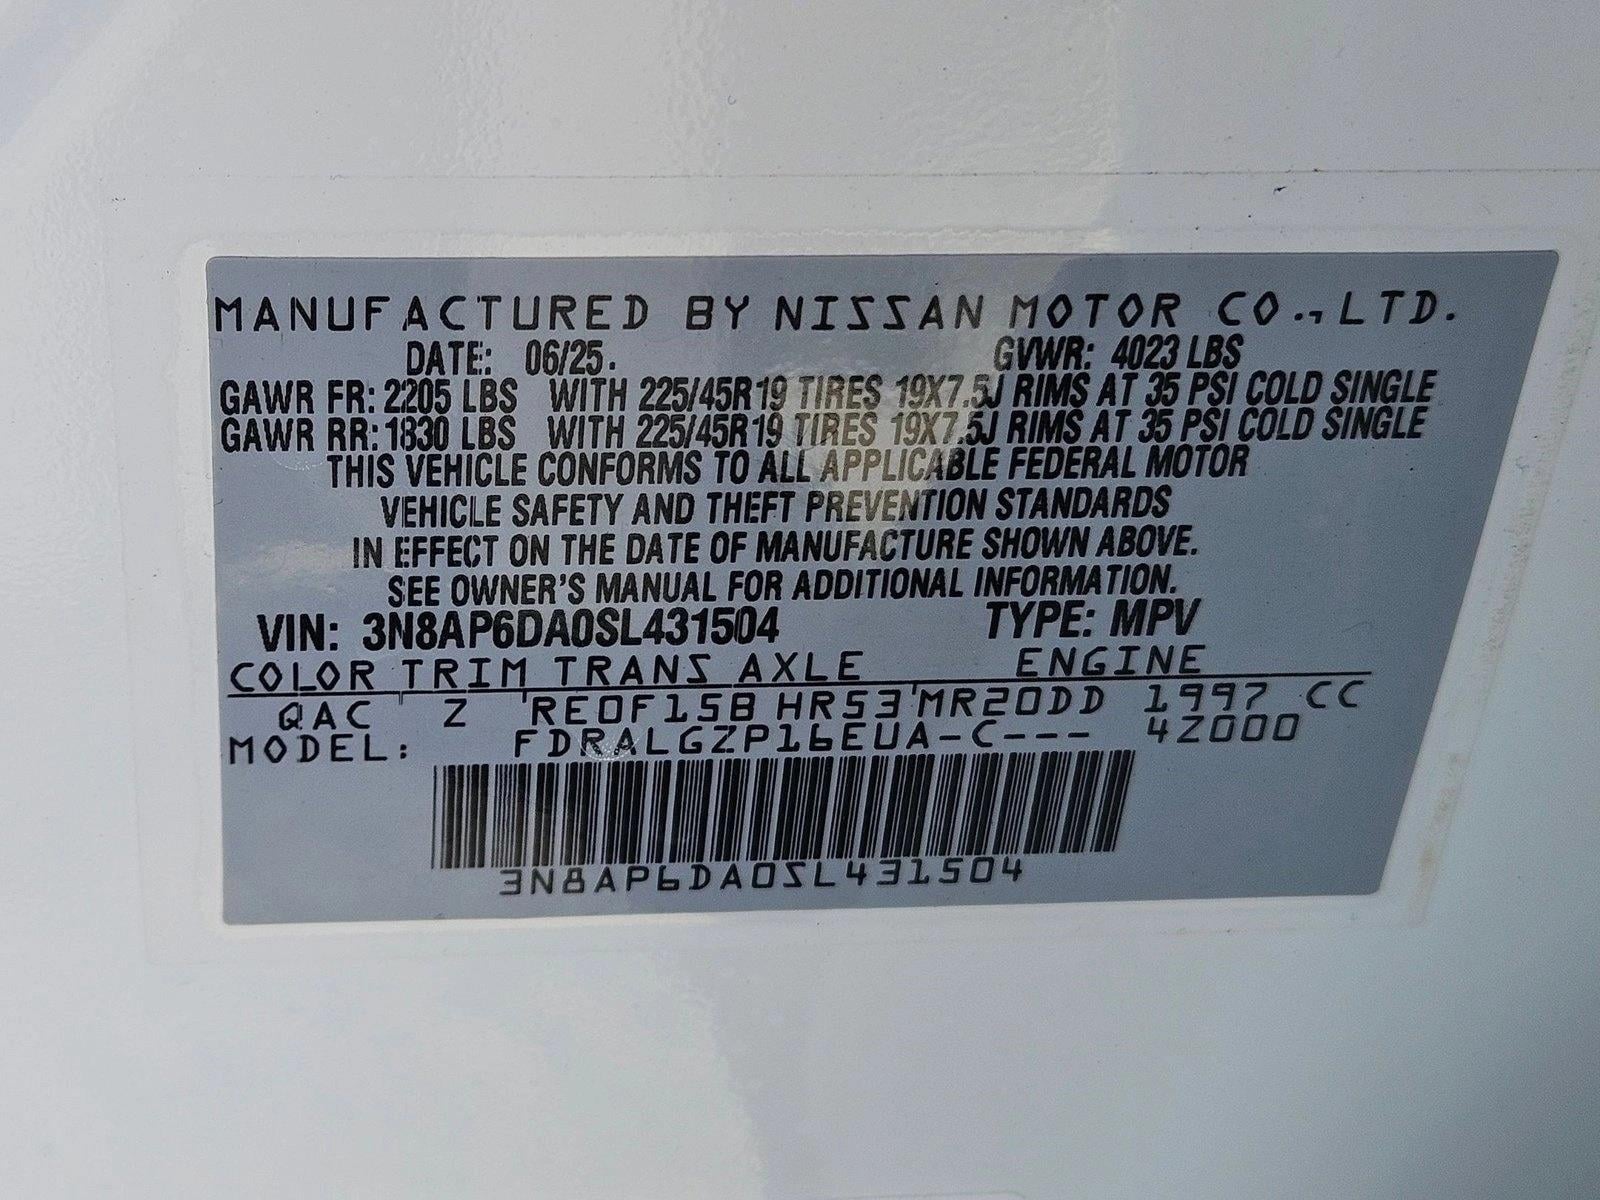 MANUFACTURED BY NISSAN MOTOR CO., LTD.
DATE: 06/25. GVWR: 4023 LBS
GAWR FR: 2205 LBS WITH 225/45R19 TIRES 19X7.5J RIMS AT 35 PSI COLD SINGLE
GAWR RR: 1830 LBS WITH 225/45R19 TIRES 19X7.5J RIMS AT 35 PSI COLD SINGLE
THIS VEHICLE CONFORMS TO ALL APPLICABLE FEDERAL MOTOR
VEHICLE SAFETY AND THEFT PREVENTION STANDARDS
IN EFFECT ON THE DATE OF MANUFACTURE SHOWN ABOVE.
SEE OWNER'S MANUAL FOR ADDITIONAL INFORMATION.
VIN: 3N8AP6DA0SL431504 TYPE: MPV
COLOR TRIM TRANS AXLE ENGINE
QAC Z RE0F15B HR53 MR20DD 1997 CC
MODEL: FDRALGZP16EUA-C--- 4Z000
3N8AP6DA0SL431504